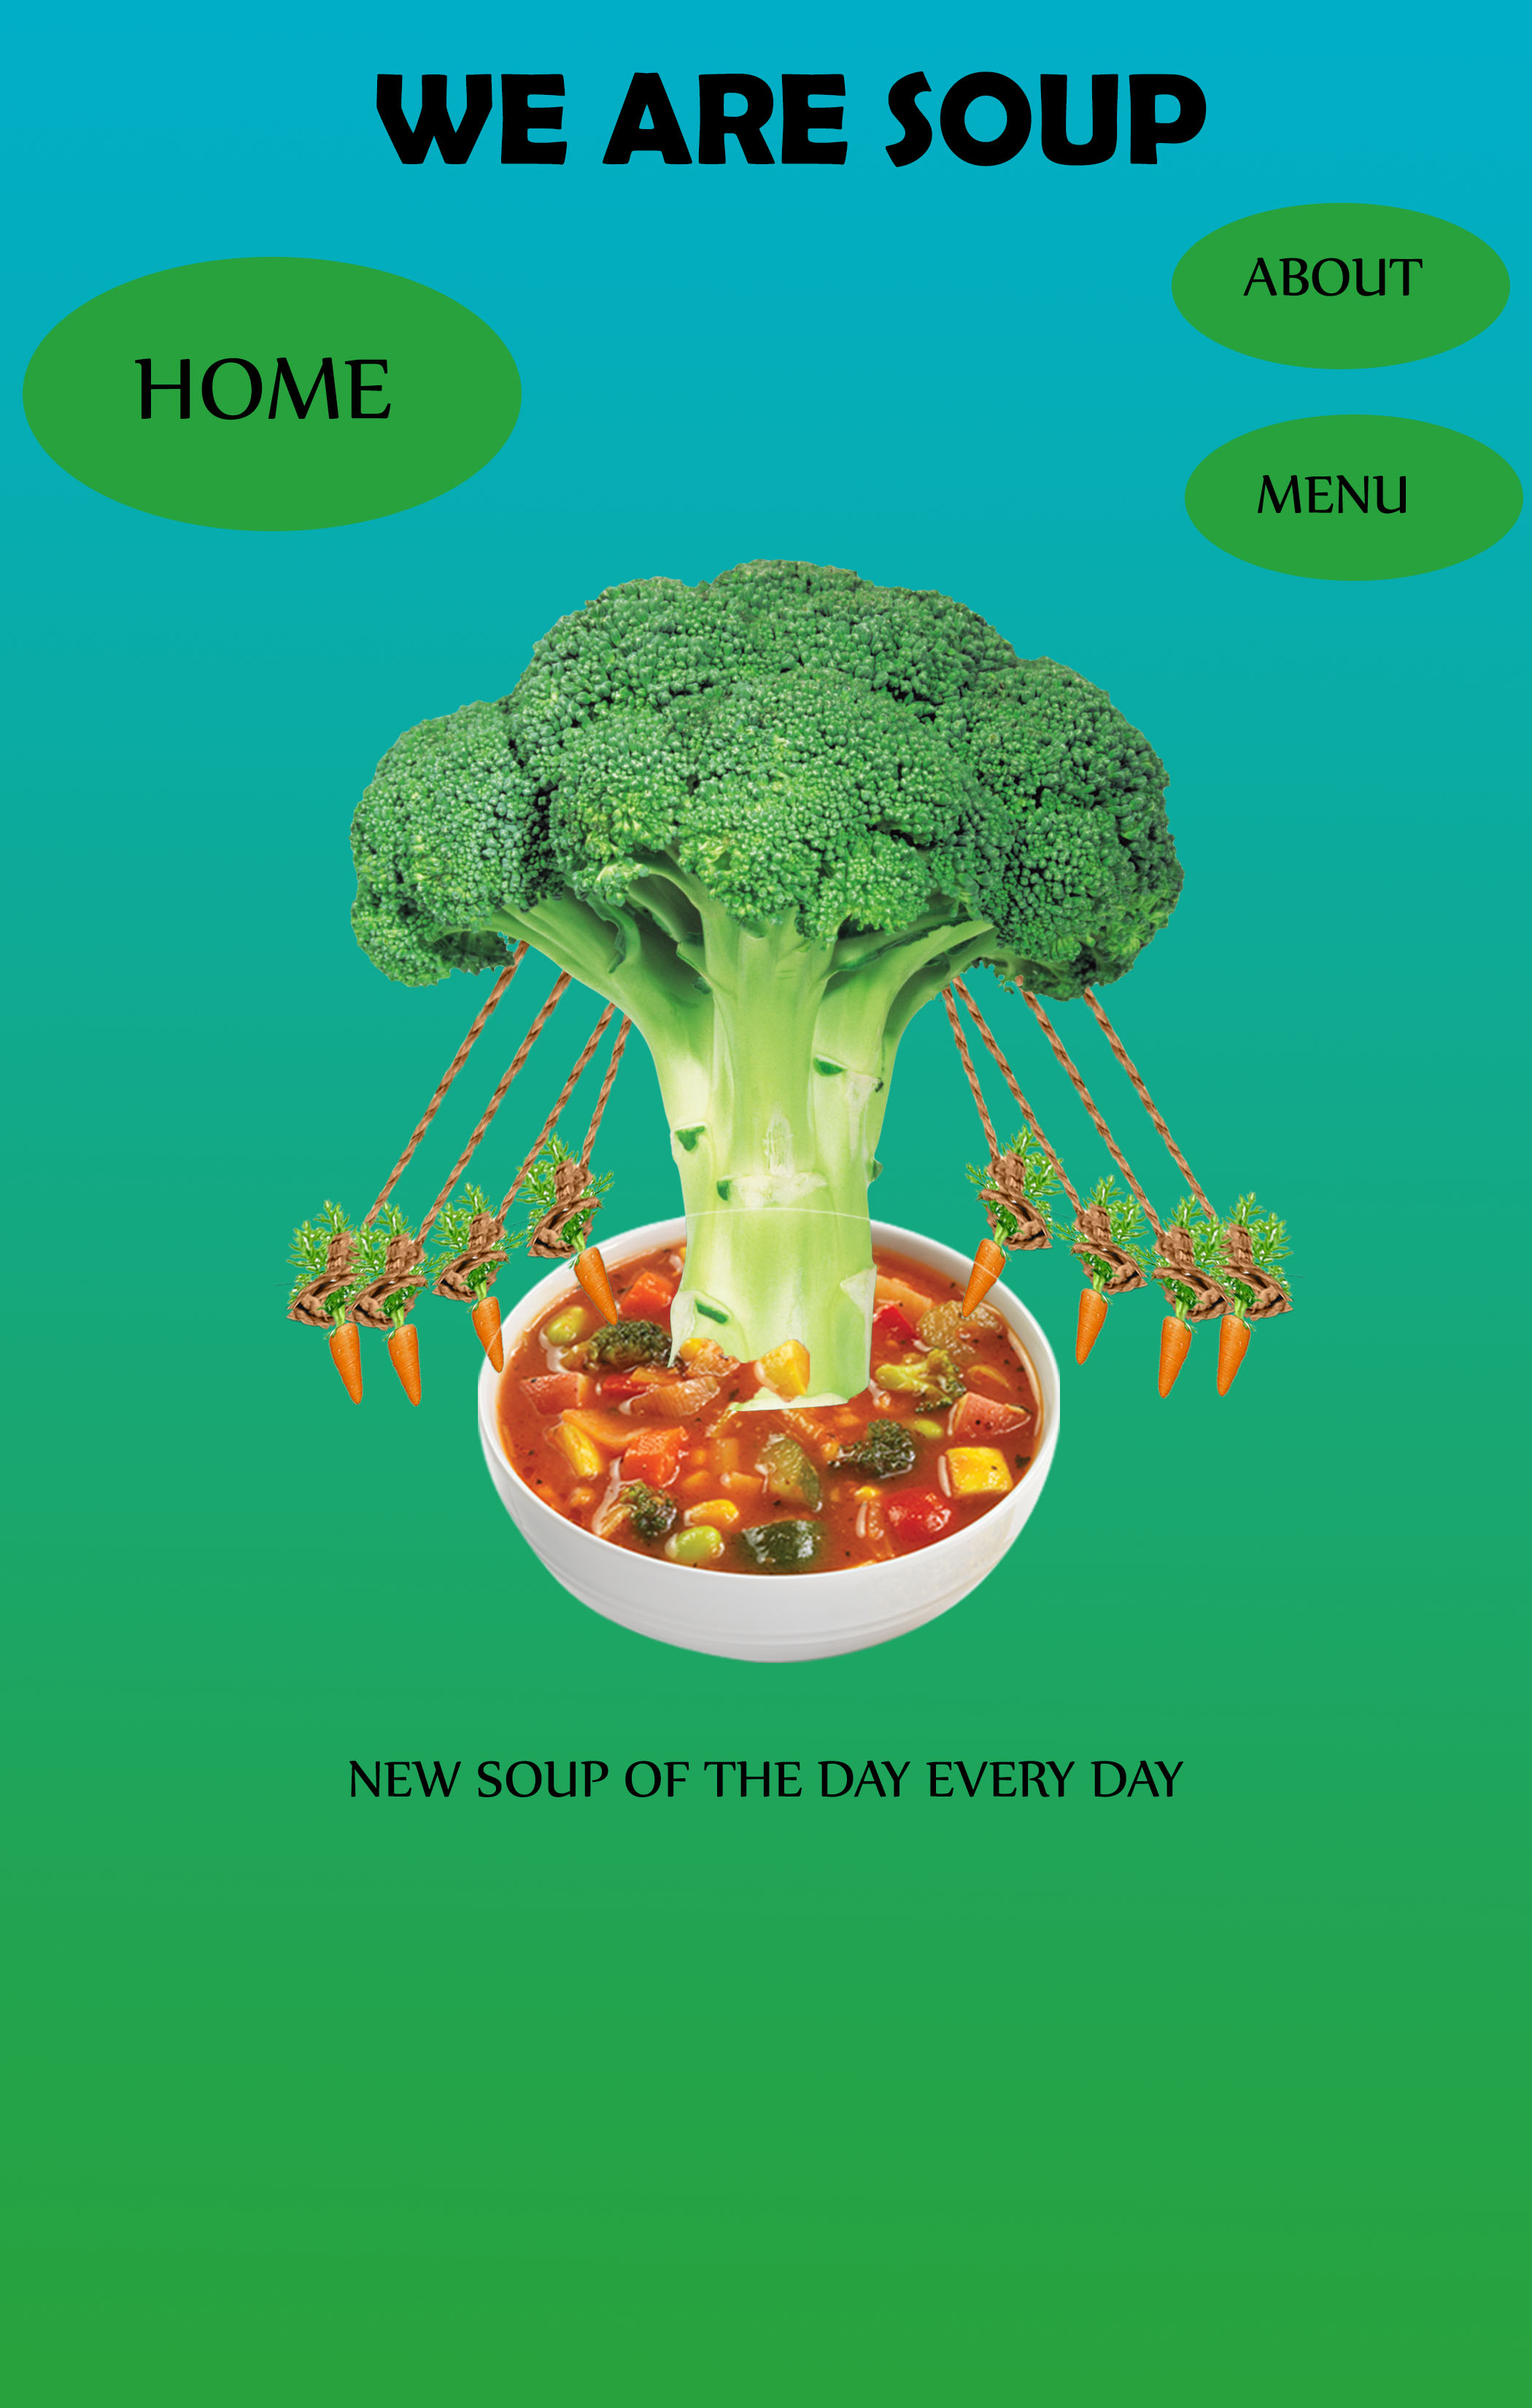 WE ARE SOUP
HOME
ABOUT
MENU
NEW SOUP OF THE DAY EVERY DAY